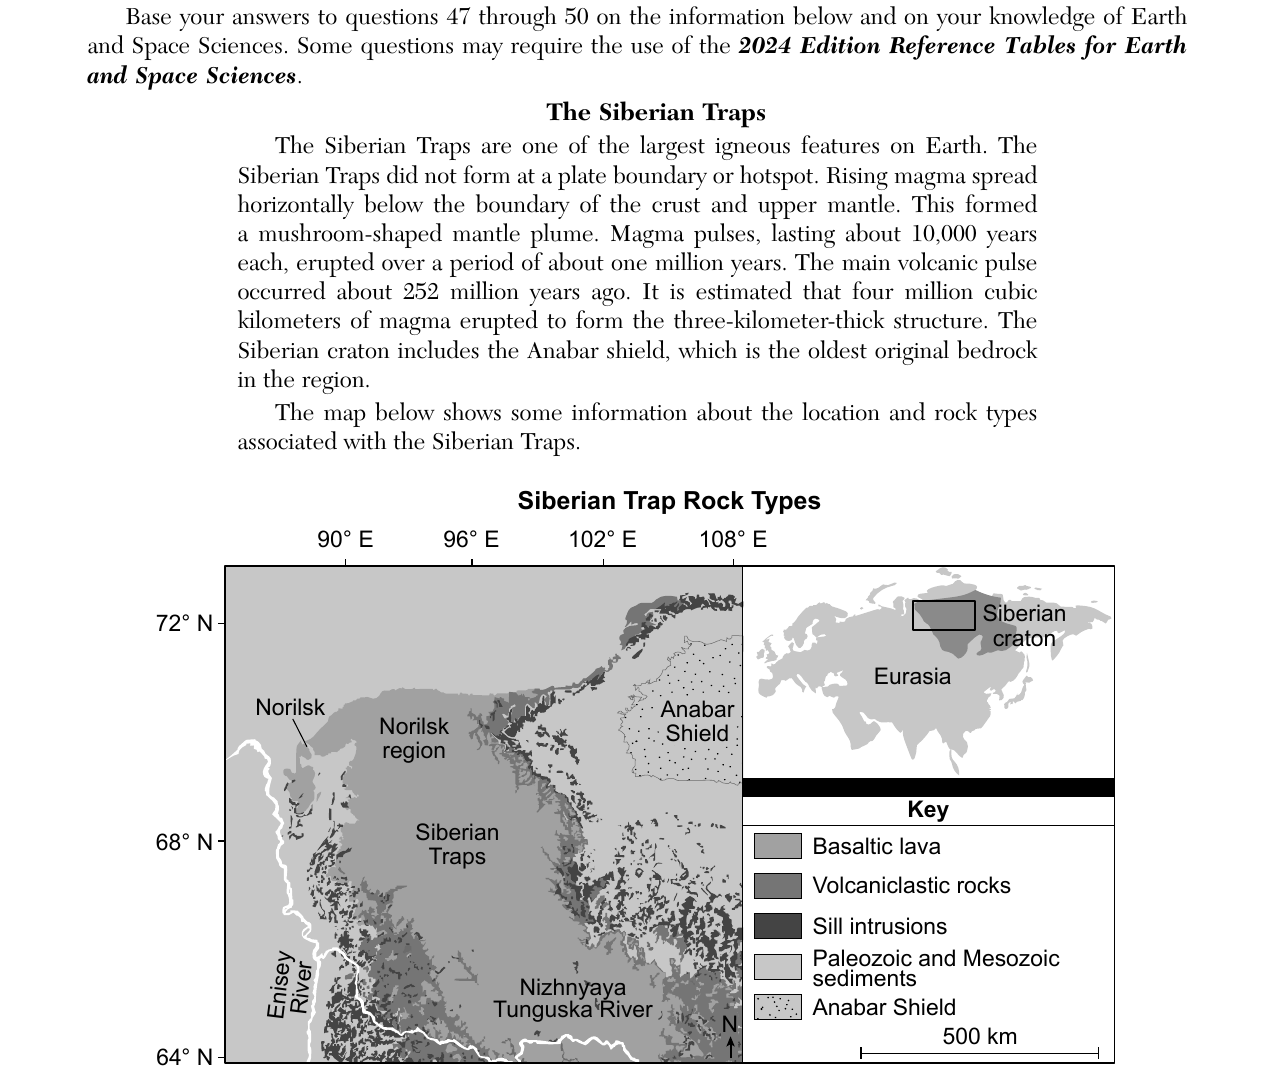 Base your answers to questions 47 through 50 on the information below and on your knowledge of Earth
and Space Sciences. Some questions may require the use of the 2024 Edition Reference Tables for Earth
and Space Sciences.
The Siberian Traps
The Siberian Traps are one of the largest igneous features on Earth. The
Siberian Traps did not form at a plate boundary or hotspot. Rising magma spread
horizontally below the boundary of the crust and upper mantle. This formed
a mushroom-shaped mantle plume. Magma pulses, lasting about 10,000 years
each, erupted over a period of about one million years. The main volcanic pulse
occurred about 252 million years ago. It is estimated that four million cubic
kilometers of magma erupted to form the three-kilometer-thick structure. The
Siberian craton includes the Anabar shield, which is the oldest original bedrock
in the region.
The map below shows some information about the location and rock types
associated with the Siberian Traps.
Siberian Trap Rock Types
90° E 96° E 102° E 108° E
72° N
68° N
64° N
Norilsk
Norilsk
region
Anabar
Shield
Siberian
Traps
Enisey
River
Nizhnyaya
Tunguska River
N
Siberian
craton
Eurasia
Key
Basaltic lava
Volcaniclastic rocks
Sill intrusions
Paleozoic and Mesozoic
sediments
Anabar Shield
500 km